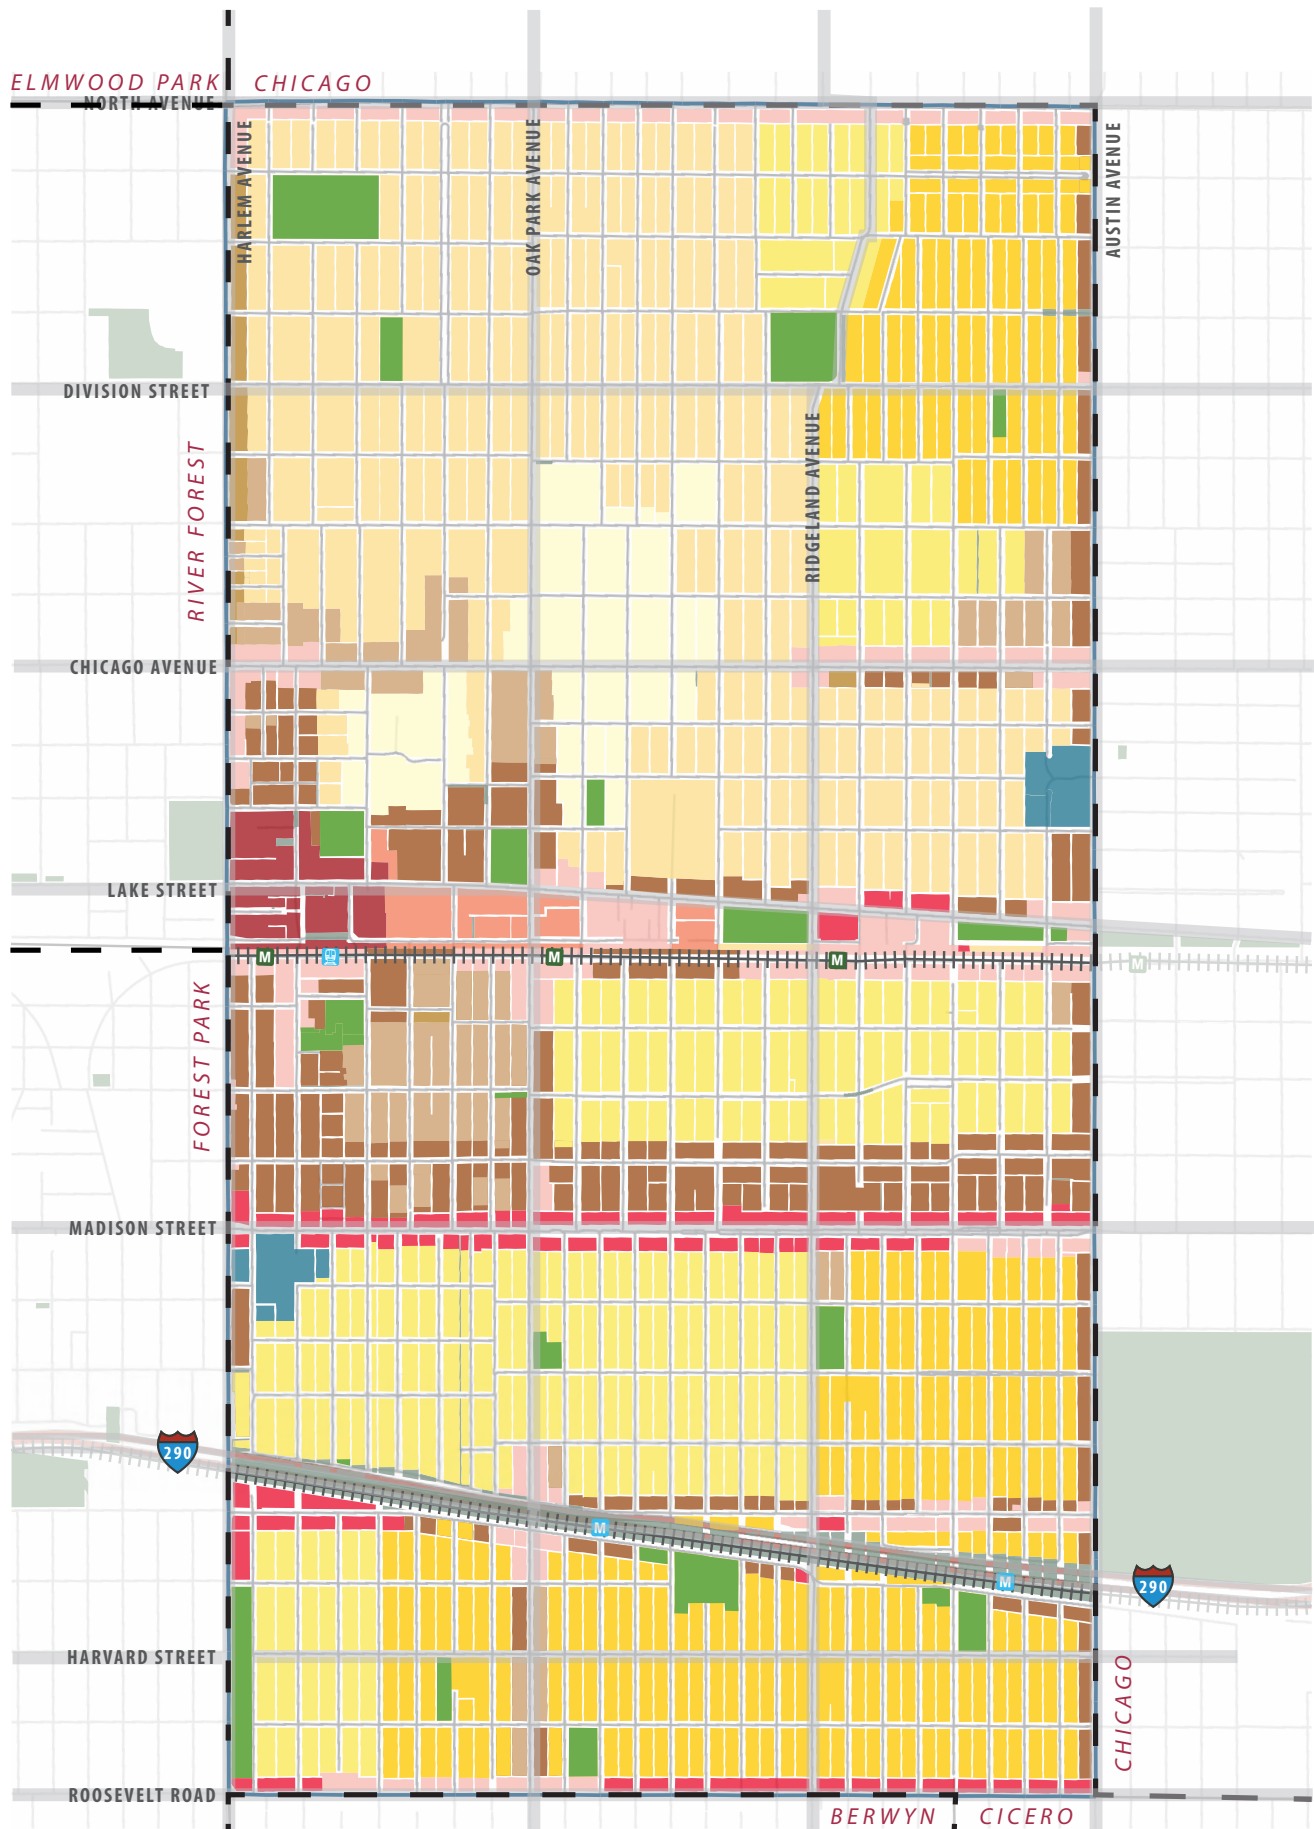 ELMWOOD PARK
CHICAGO
NORTH AVENUE
HARLEM AVENUE
OAK PARK AVENUE
AUSTIN AVENUE
DIVISION STREET
RIDGELAND AVENUE
RIVER FOREST
CHICAGO AVENUE
LAKE STREET
M
M
M
M
FOREST PARK
MADISON STREET
290
M
M
290
HARVARD STREET
CHICAGO
ROOSEVELT ROAD
BERWYN
CICERO